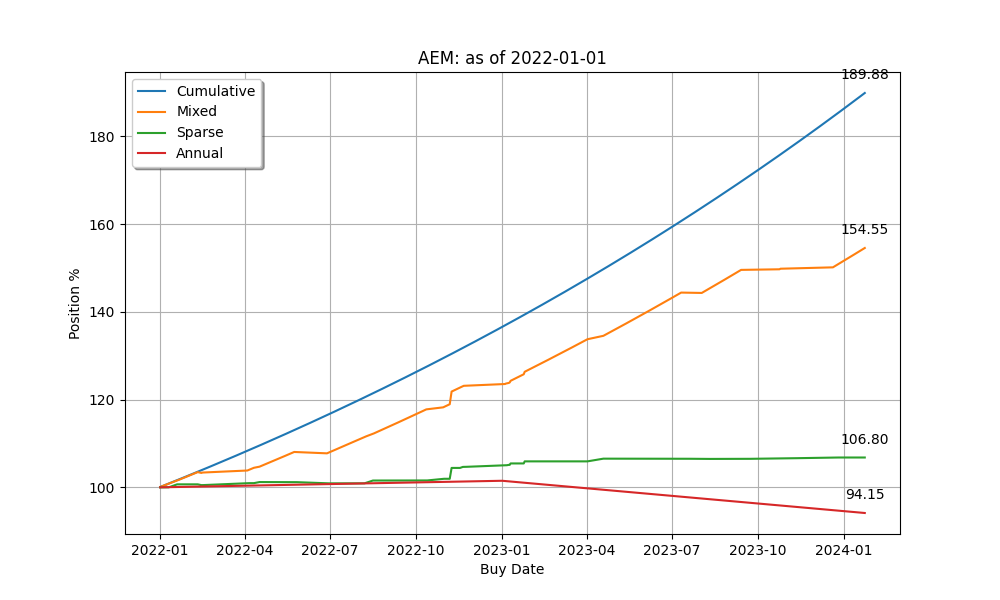 AEM: as of 2022-01-01
189.88
Cumulative
Mixed
Sparse
Annual
180
160
154.55
140
120
106.80
100
94.15
Position %
2022-01
2022-04
2022-07
2022-10
2023-01
2023-04
2023-07
2023-10
2024-01
Buy Date